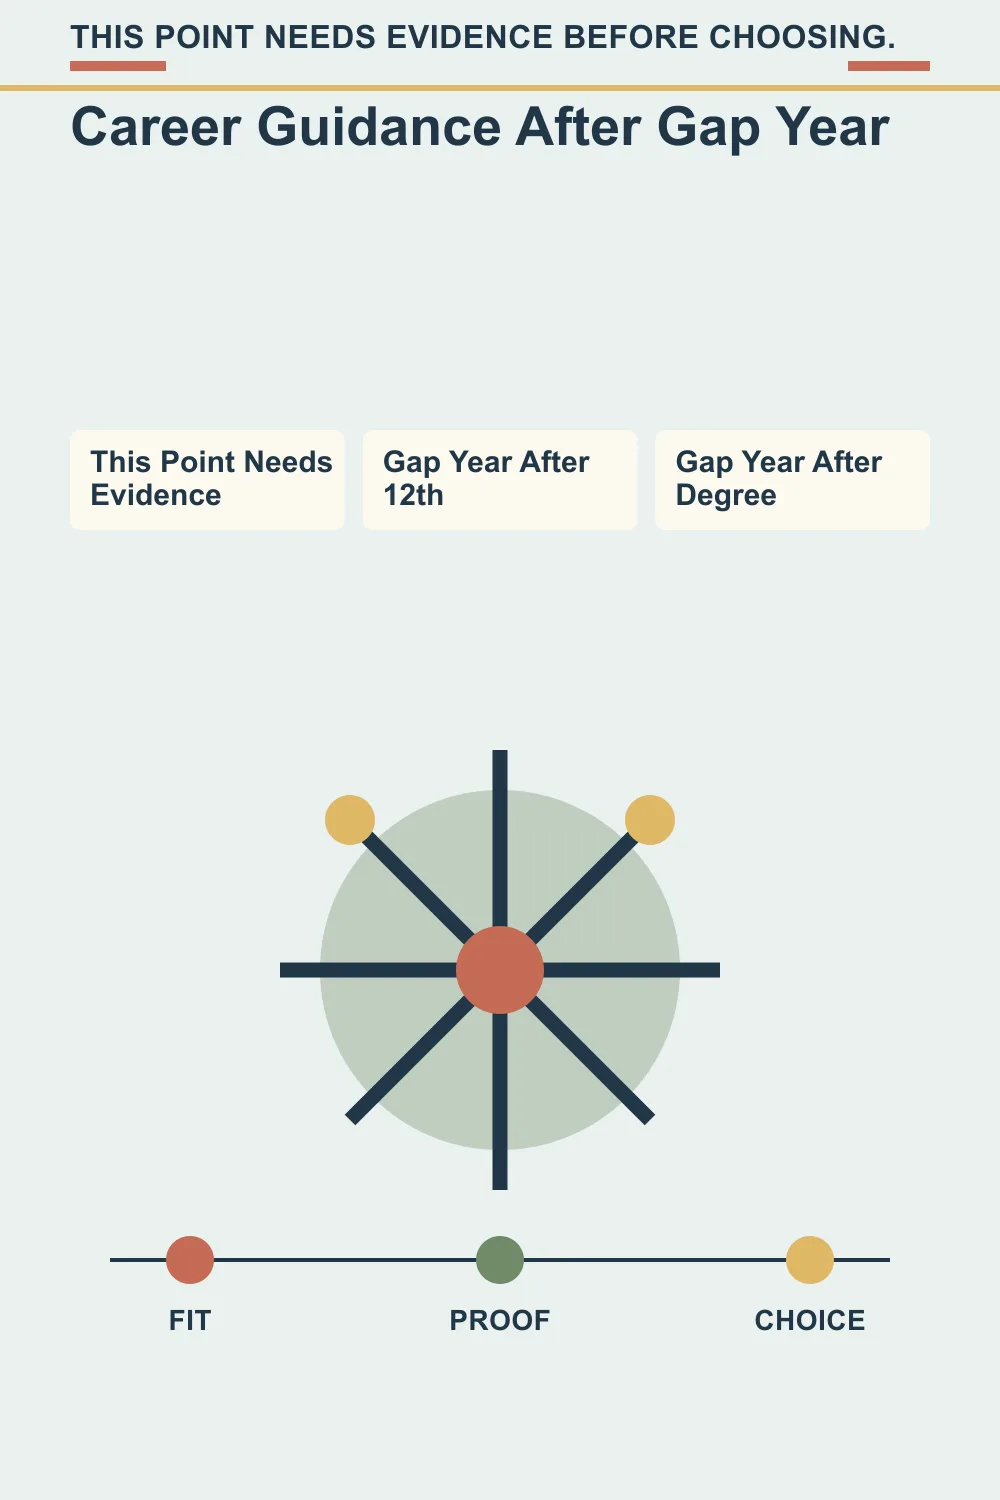 THIS POINT NEEDS EVIDENCE BEFORE CHOOSING.
Career Guidance After Gap Year
This Point Needs
Evidence
Gap Year After
12th
Gap Year After
Degree
FIT
PROOF
CHOICE